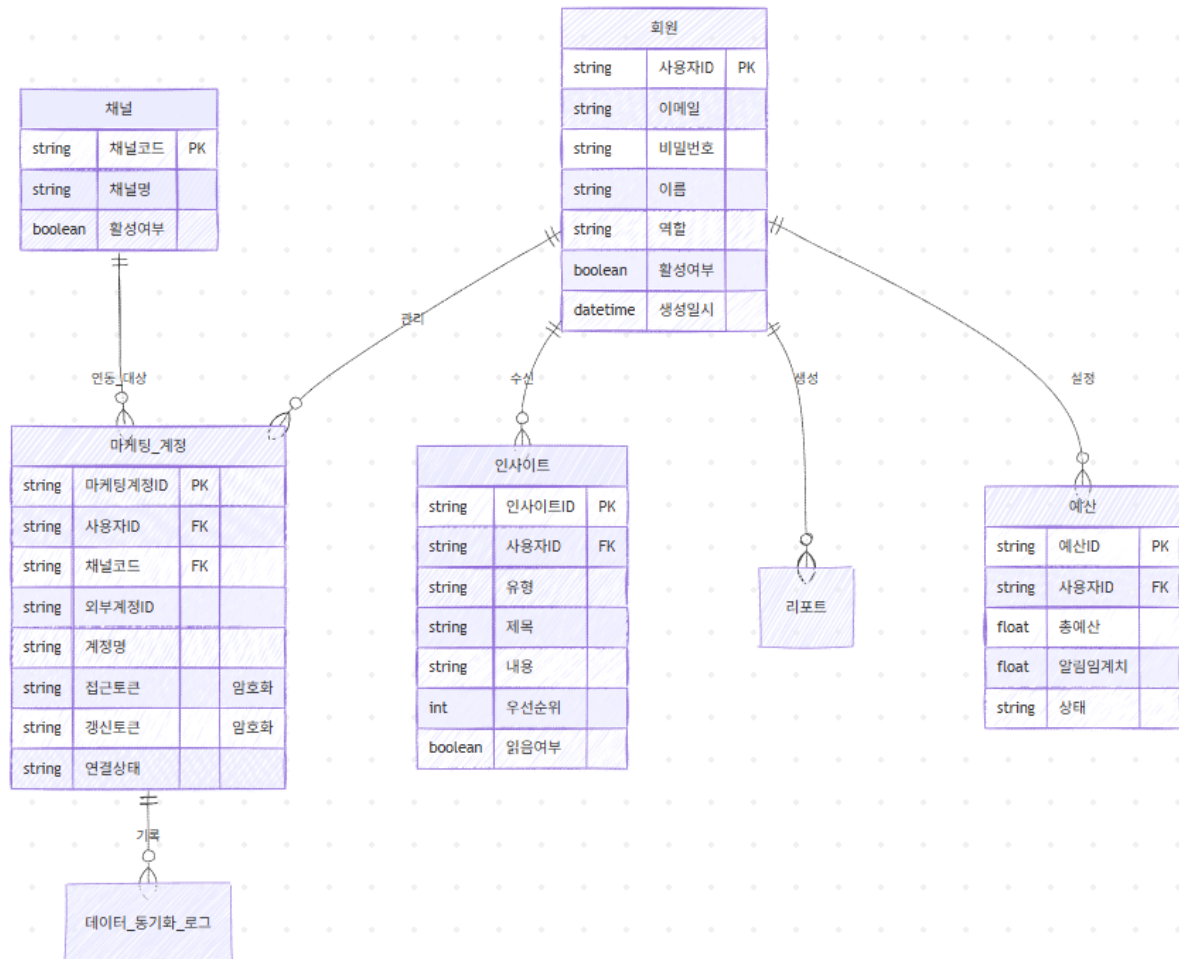 회원
string 사용자ID PK
string 이메일
string 비밀번호
string 이름
string 역할
boolean 활성여부
datetime 생성일시
채널
string 채널코드 PK
string 채널명
boolean 활성여부
관리
연동_대상
수신
생성
설정
마케팅_계정
string 마케팅계정ID PK
string 사용자ID FK
string 채널코드 FK
string 외부계정ID
string 계정명
string 접근토큰 암호화
string 갱신토큰 암호화
string 연결상태
인사이트
string 인사이트ID PK
string 사용자ID FK
string 유형
string 제목
string 내용
int 우선순위
boolean 읽음여부
리포트
예산
string 예산ID PK
string 사용자ID FK
float 총예산
float 알림임계치
string 상태
기록
데이터_동기화_로그